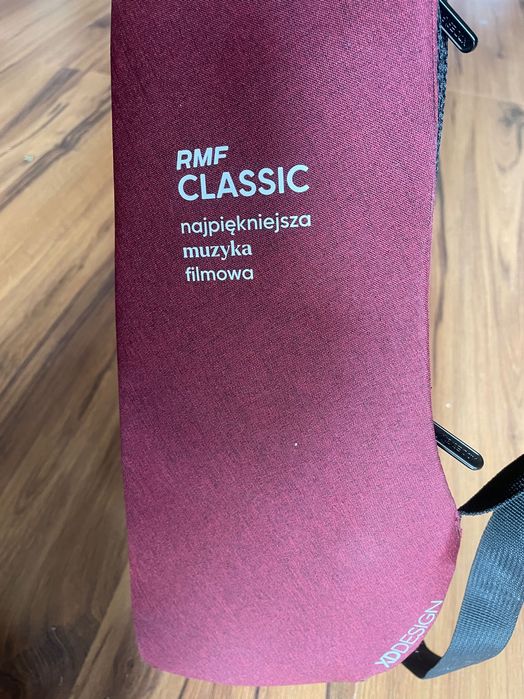 RMF
CLASSIC
najpiękniejsza
muzyka
filmowa
XDDESIGN